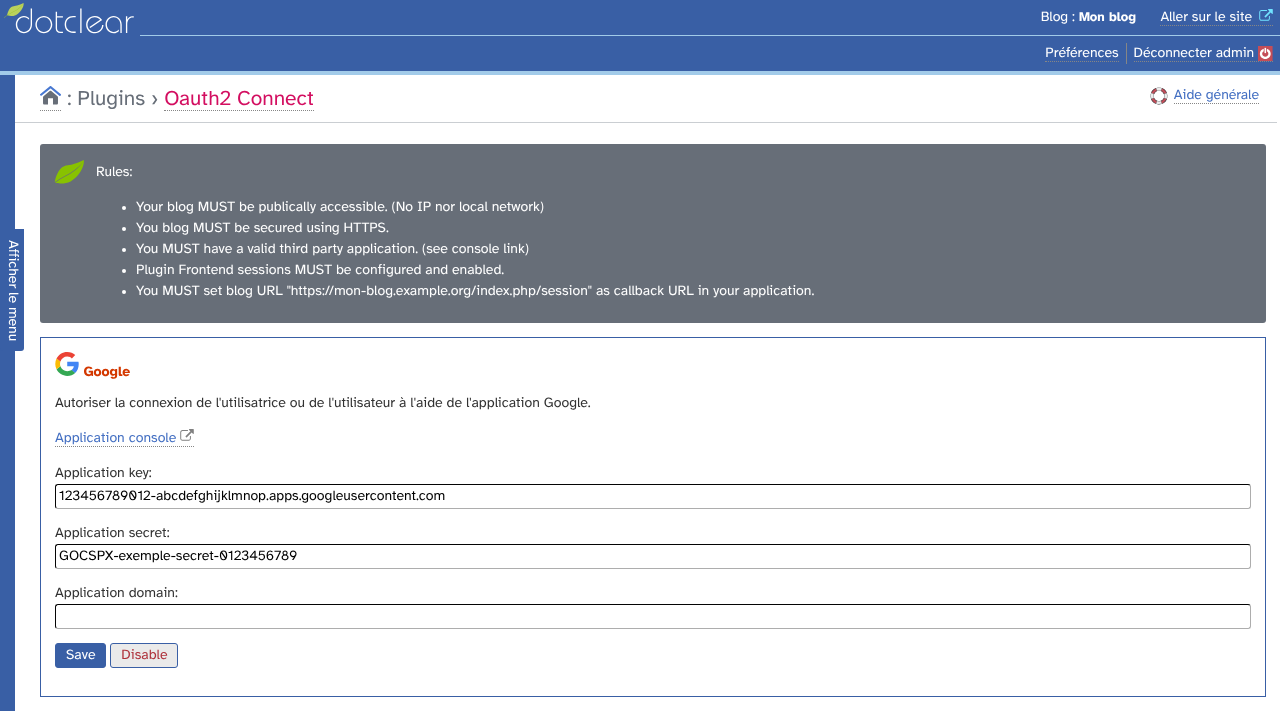 dotclear
Blog : Mon blog Aller sur le site
Préférences Déconnecter admin
: Plugins › Oauth2 Connect
Aide générale
Afficher le menu
Rules:
• Your blog MUST be publically accessible. (No IP nor local network)
• You blog MUST be secured using HTTPS.
• You MUST have a valid third party application. (see console link)
• Plugin Frontend sessions MUST be configured and enabled.
• You MUST set blog URL "https://mon-blog.example.org/index.php/session" as callback URL in your application.
Google
Autoriser la connexion de l'utilisatrice ou de l'utilisateur à l'aide de l'application Google.
Application console
Application key:
123456789012-abcdefghijklmnop.apps.googleusercontent.com
Application secret:
GOCSPX-exemple-secret-0123456789
Application domain:
Save Disable